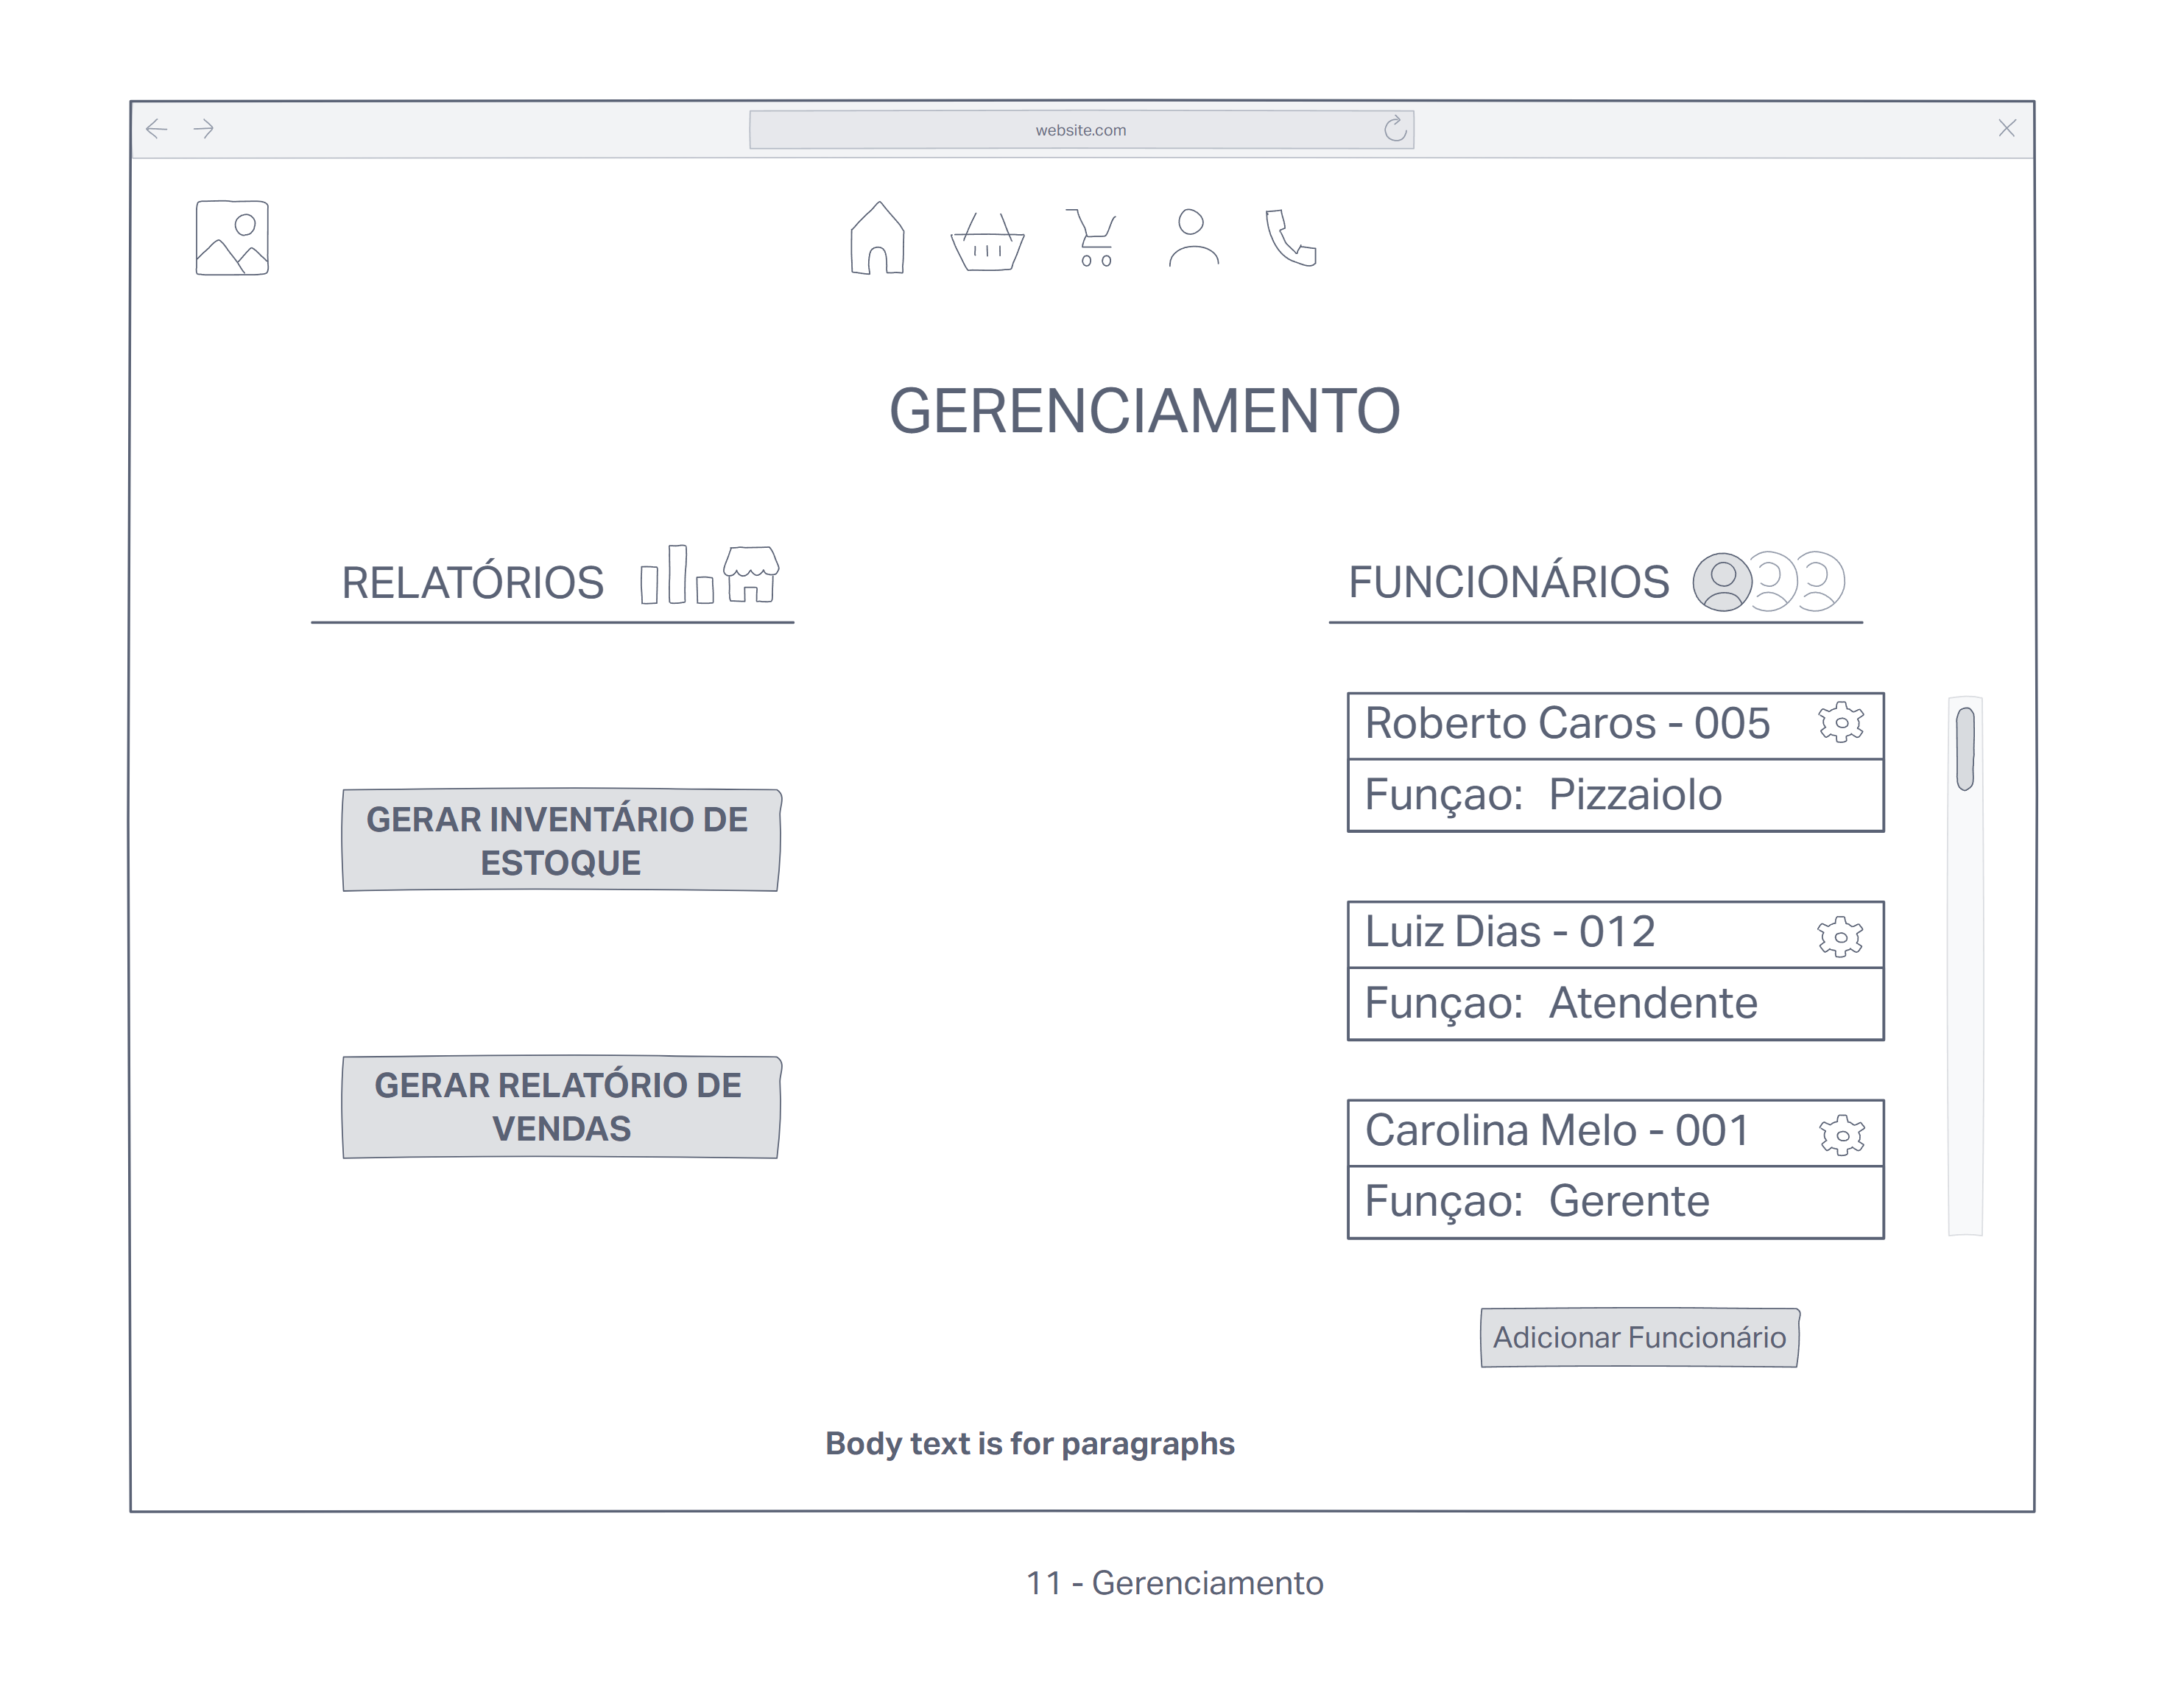 website.com
GERENCIAMENTO
RELATÓRIOS
GERAR INVENTÁRIO DE
ESTOQUE
GERAR RELATÓRIO DE
VENDAS
FUNCIONÁRIOS
Roberto Caros - 005
Funçao: Pizzaiolo
Luiz Dias - 012
Funçao: Atendente
Carolina Melo - 001
Funçao: Gerente
Adicionar Funcionário
Body text is for paragraphs
11 - Gerenciamento